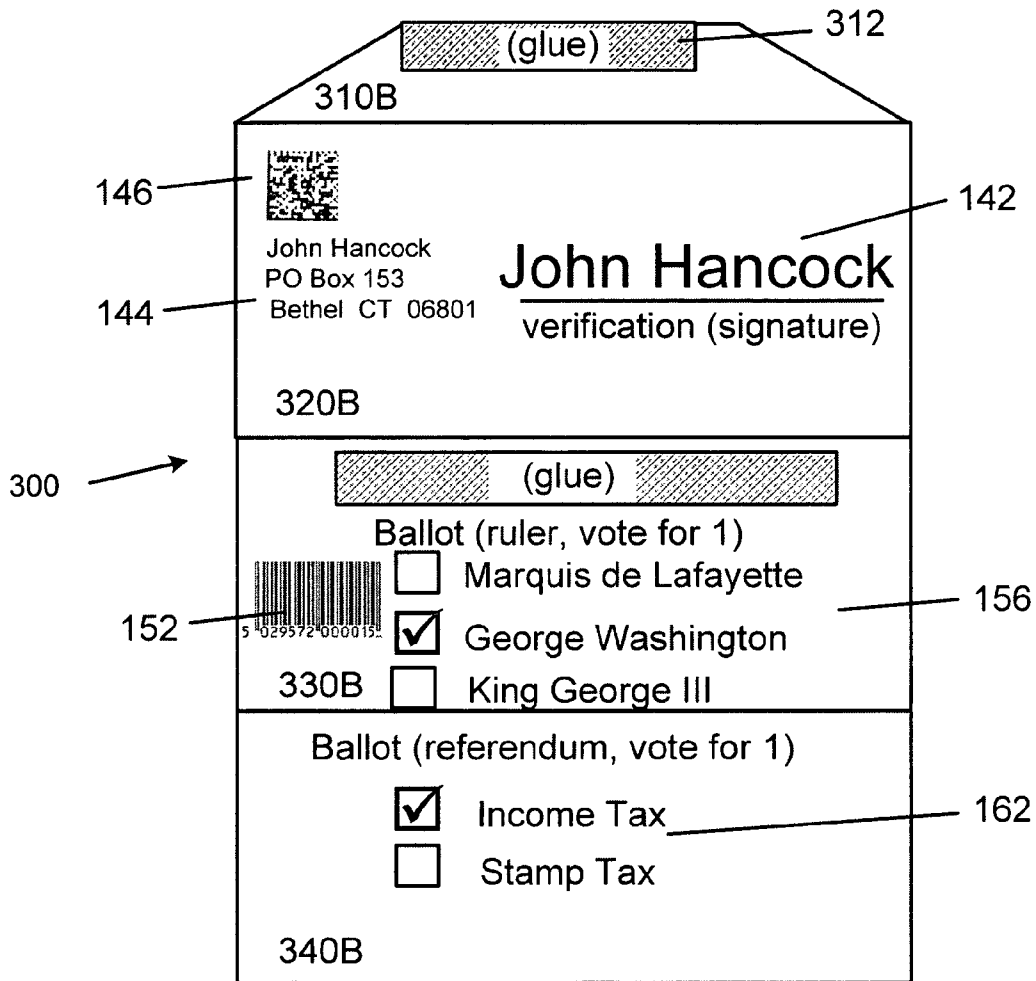 (glue)
312
310B
146
142
John Hancock
PO Box 153
Bethel CT 06801
144
John Hancock
verification (signature)
320B
300
(glue)
Ballot (ruler, vote for 1)
Marquis de Lafayette
156
152
5 029572 000015
George Washington
330B
King George III
Ballot (referendum, vote for 1)
Income Tax
162
Stamp Tax
340B